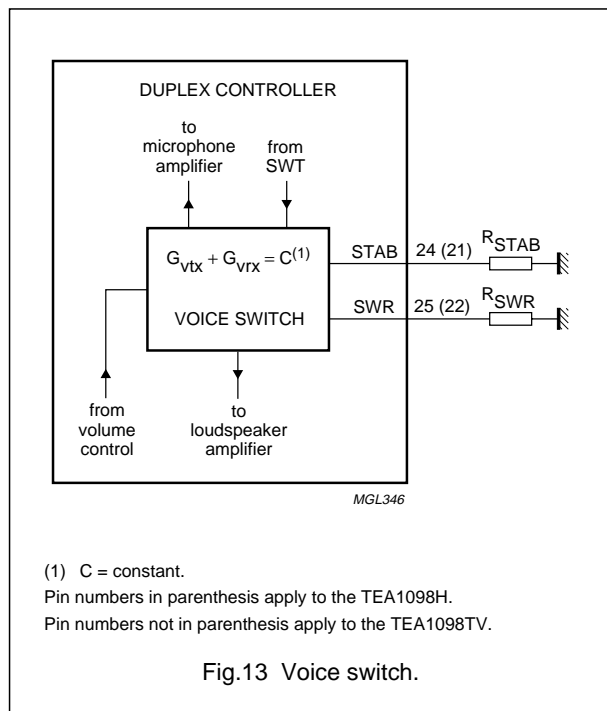 DUPLEX CONTROLLER
to
microphone
amplifier
from
SWT
G_vtx + G_vrx = C(1)
VOICE SWITCH
STAB
24 (21)
R_STAB
SWR
25 (22)
R_SWR
from
volume
control
to
loudspeaker
amplifier
MGL346
(1) C = constant.
Pin numbers in parenthesis apply to the TEA1098H.
Pin numbers not in parenthesis apply to the TEA1098TV.
Fig.13 Voice switch.